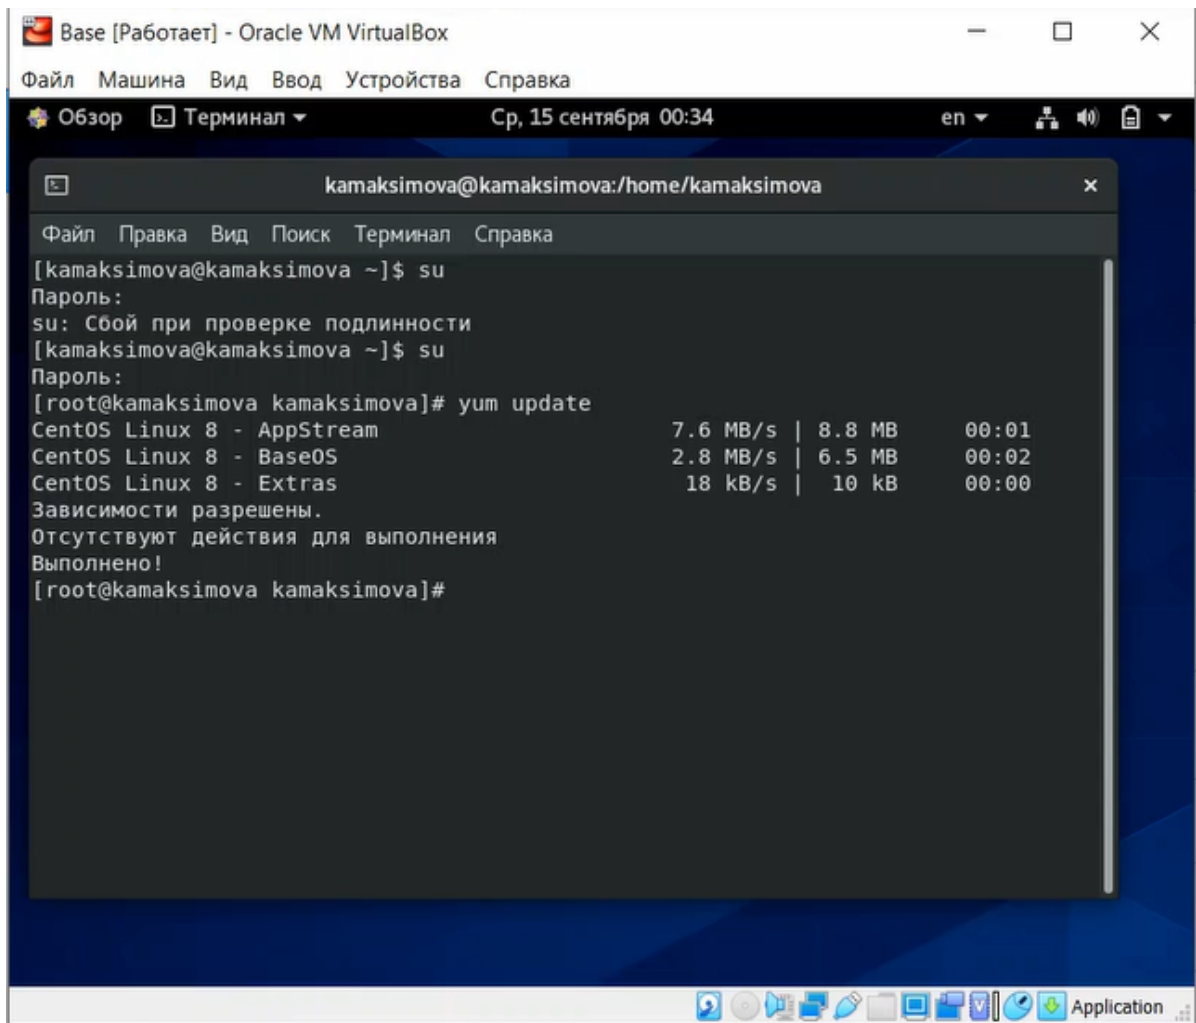 Base [Работает] - Oracle VM VirtualBox
Файл Машина Вид Ввод Устройства Справка
Обзор Терминал Ср, 15 сентября 00:34 en
kamaksimova@kamaksimova:/home/kamaksimova
Файл Правка Вид Поиск Терминал Справка
[kamaksimova@kamaksimova ~]$ su
Пароль:
su: Сбой при проверке подлинности
[kamaksimova@kamaksimova ~]$ su
Пароль:
[root@kamaksimova kamaksimova]# yum update
CentOS Linux 8 - AppStream 7.6 MB/s | 8.8 MB 00:01
CentOS Linux 8 - BaseOS 2.8 MB/s | 6.5 MB 00:02
CentOS Linux 8 - Extras 18 kB/s | 10 kB 00:00
Зависимости разрешены.
Отсутствуют действия для выполнения
Выполнено!
[root@kamaksimova kamaksimova]#
Application